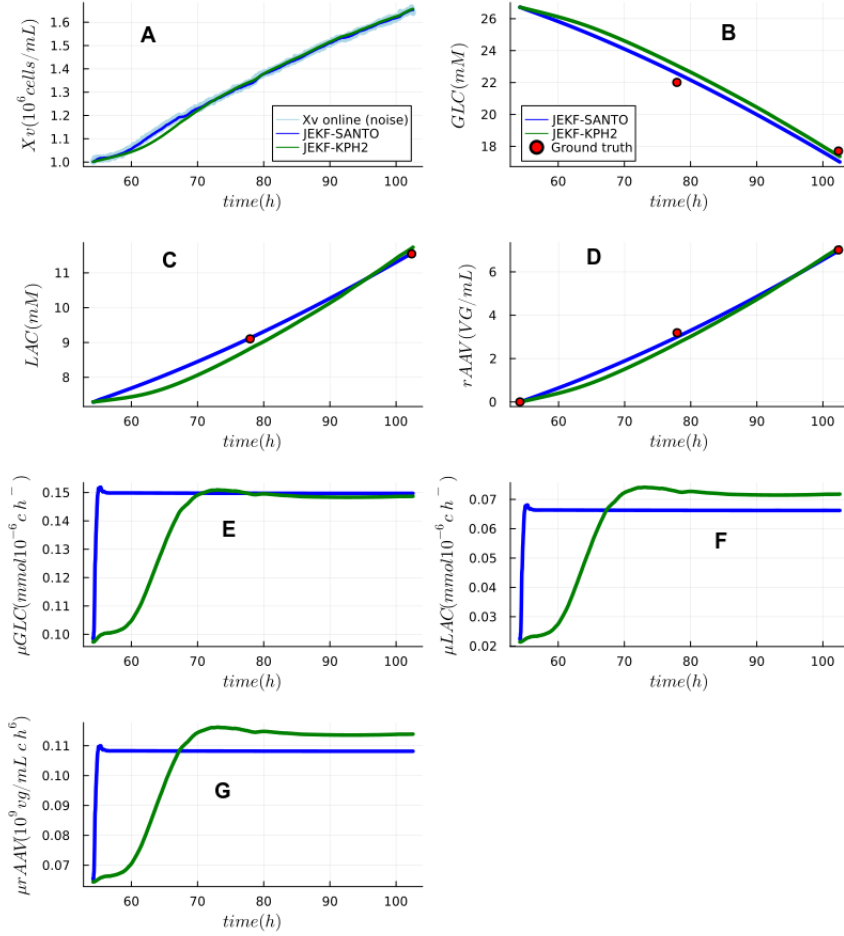 A
Xv(10^6 cells/mL)
1.6
1.5
1.4
1.3
1.2
1.1
1.0
Xv online (noise)
JEKF-SANTO
JEKF-KPH2
60 70 80 90 100
time(h)
B
GLC(mM)
26
24
22
20
18
JEKF-SANTO
JEKF-KPH2
Ground truth
60 70 80 90 100
time(h)
C
LAC(mM)
11
10
9
8
60 70 80 90 100
time(h)
D
rAAV(VG/mL)
6
4
2
0
60 70 80 90 100
time(h)
E
μGLC(mmol10^-6 c h^-)
0.15
0.14
0.13
0.12
0.11
0.10
60 70 80 90 100
time(h)
F
μLAC(mmol10^-6 c h^-)
0.07
0.06
0.05
0.04
0.03
0.02
60 70 80 90 100
time(h)
G
μrAAV(10^9 vg/mL c h^6)
0.11
0.10
0.09
0.08
0.07
60 70 80 90 100
time(h)